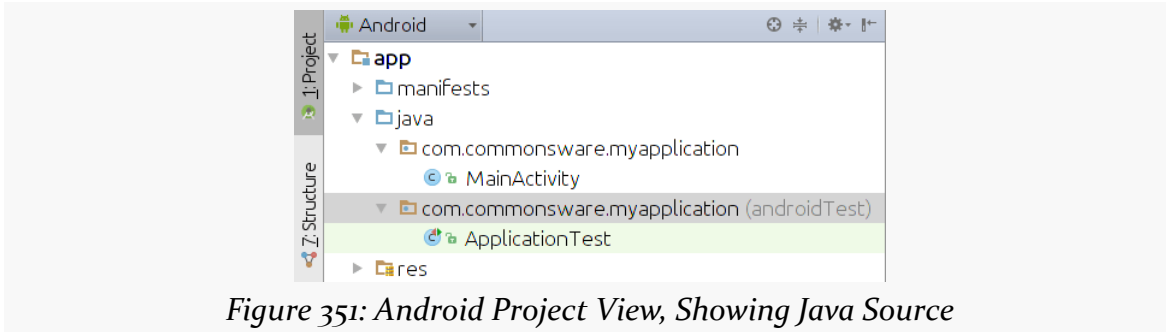 Android
1: Project
app
manifests
java
com.commonsware.myapplication
MainActivity
com.commonsware.myapplication (androidTest)
ApplicationTest
res
7: Structure
Figure 351: Android Project View, Showing Java Source